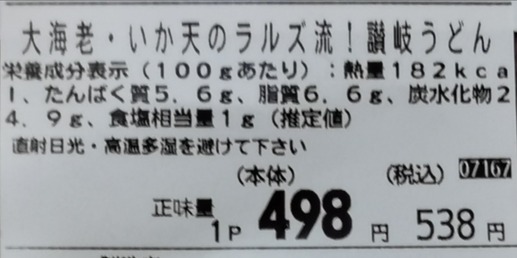 大海老・いか天のラルズ流！讃岐うどん
栄養成分表示（100gあたり）：熱量182kca
l、たんぱく質5．6g、脂質6．6g、炭水化物2
4．9g、食塩相当量1g（推定値）
直射日光・高温多湿を避けて下さい
(本体) (税込) 07167
正味量 1P 498円 538円